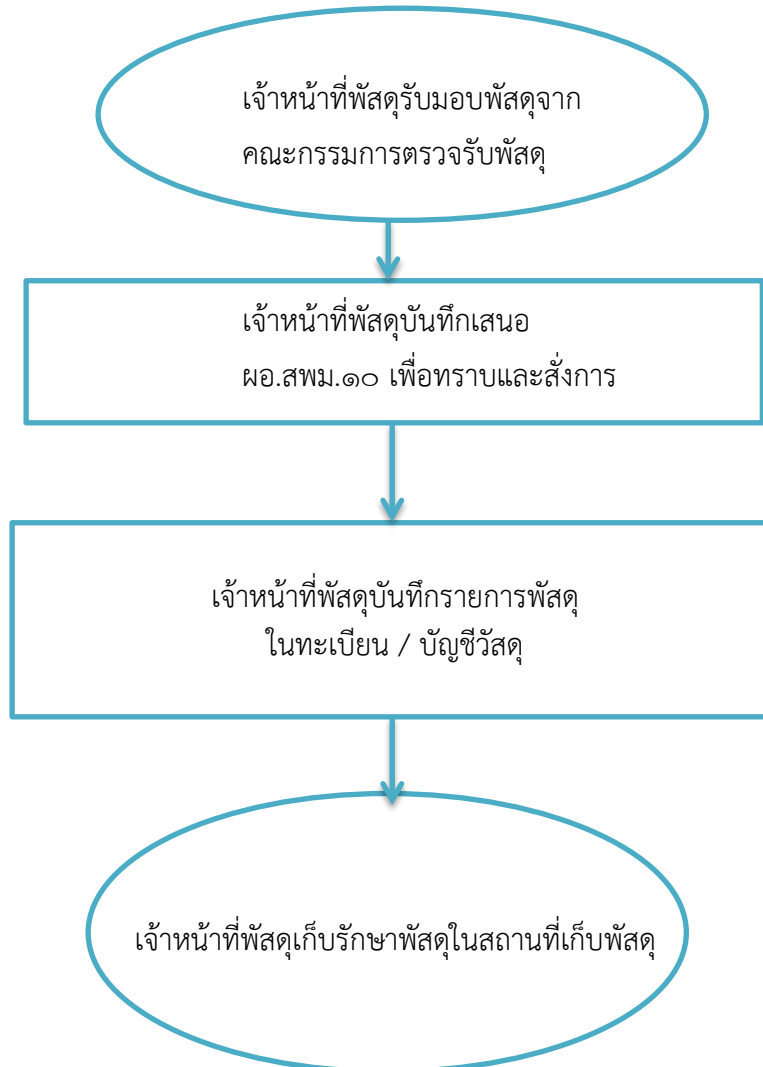 เจ้าหน้าที่พัสดุรับมอบพัสดุจาก
คณะกรรมการตรวจรับพัสดุ
เจ้าหน้าที่พัสดุบันทึกเสนอ
ผอ.สพม.๑๐ เพื่อทราบและสั่งการ
เจ้าหน้าที่พัสดุบันทึกรายการพัสดุ
ในทะเบียน / บัญชีวัสดุ
เจ้าหน้าที่พัสดุเก็บรักษาพัสดุในสถานที่เก็บพัสดุ